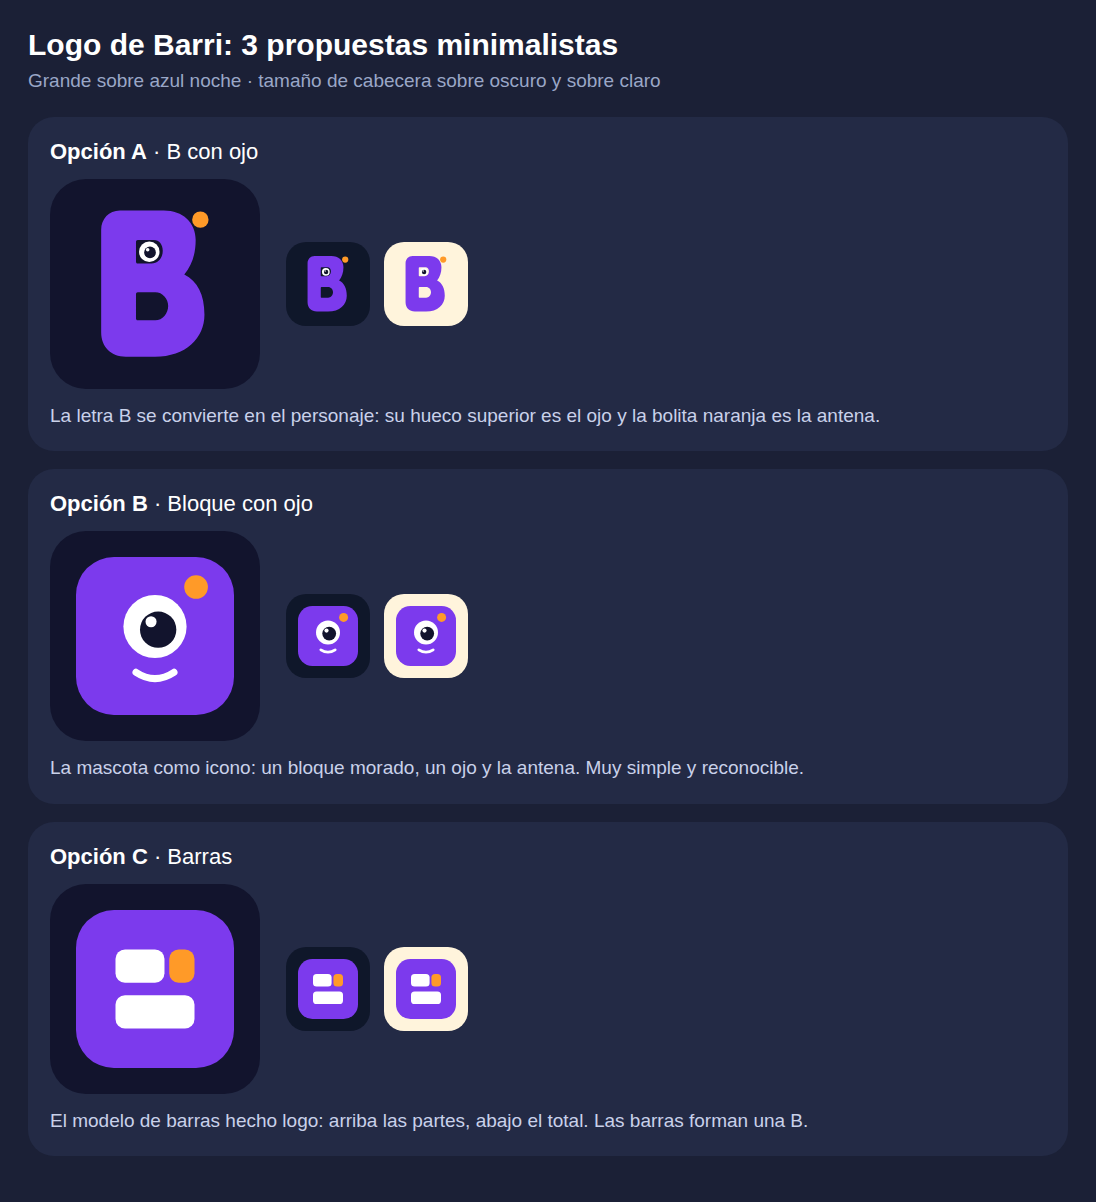 Logo de Barri: 3 propuestas minimalistas
Grande sobre azul noche · tamaño de cabecera sobre oscuro y sobre claro
Opción A · B con ojo
B
B B
La letra B se convierte en el personaje: su hueco superior es el ojo y la bolita naranja es la antena.
Opción B · Bloque con ojo
La mascota como icono: un bloque morado, un ojo y la antena. Muy simple y reconocible.
Opción C · Barras
El modelo de barras hecho logo: arriba las partes, abajo el total. Las barras forman una B.